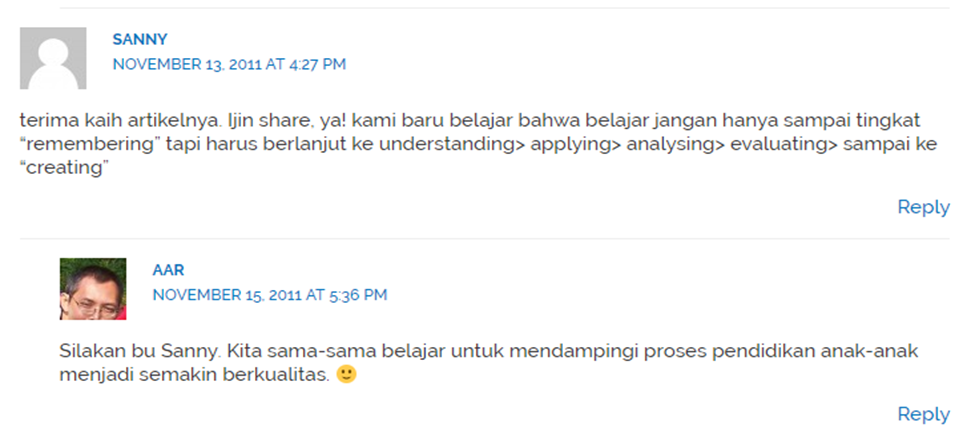 SANNY
NOVEMBER 13, 2011 AT 4:27 PM
terima kaih artikelnya. Ijin share, ya! kami baru belajar bahwa belajar jangan hanya sampai tingkat
“remembering” tapi harus berlanjut ke understanding> applying> analysing> evaluating> sampai ke
“creating”
Reply
AAR
NOVEMBER 15, 2011 AT 5:36 PM
Silakan bu Sanny. Kita sama-sama belajar untuk mendampingi proses pendidikan anak-anak
menjadi semakin berkualitas. 🙂
Reply